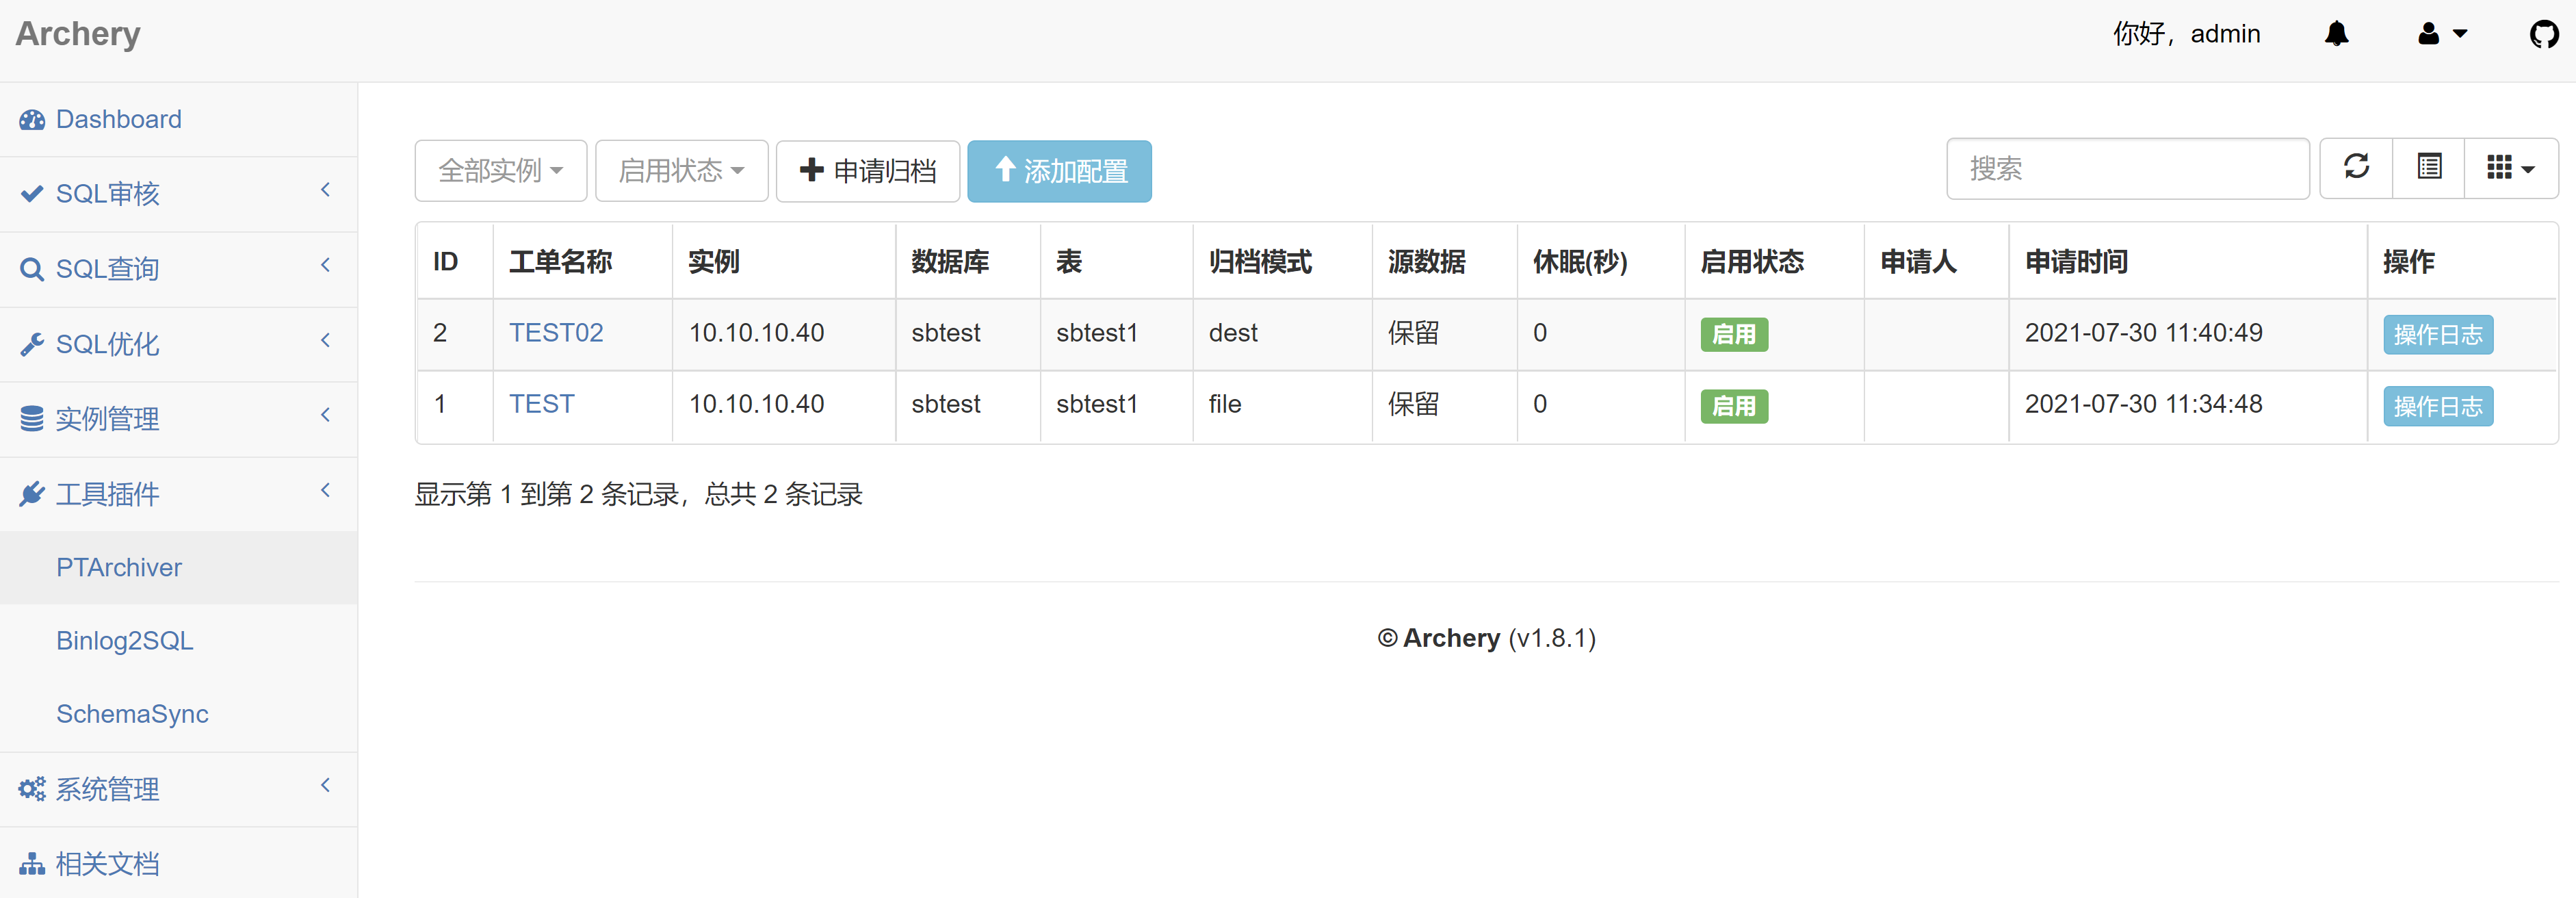 Archery
你好，admin
Dashboard
SQL审核
SQL查询
SQL优化
实例管理
工具插件
PTArchiver
Binlog2SQL
SchemaSync
系统管理
相关文档
全部实例 启用状态 申请归档 添加配置 搜索
ID 工单名称 实例 数据库 表 归档模式 源数据 休眠(秒) 启用状态 申请人 申请时间 操作
2 TEST02 10.10.10.40 sbtest sbtest1 dest 保留 0 启用 2021-07-30 11:40:49 操作日志
1 TEST 10.10.10.40 sbtest sbtest1 file 保留 0 启用 2021-07-30 11:34:48 操作日志
显示第 1 到第 2 条记录，总共 2 条记录
© Archery (v1.8.1)